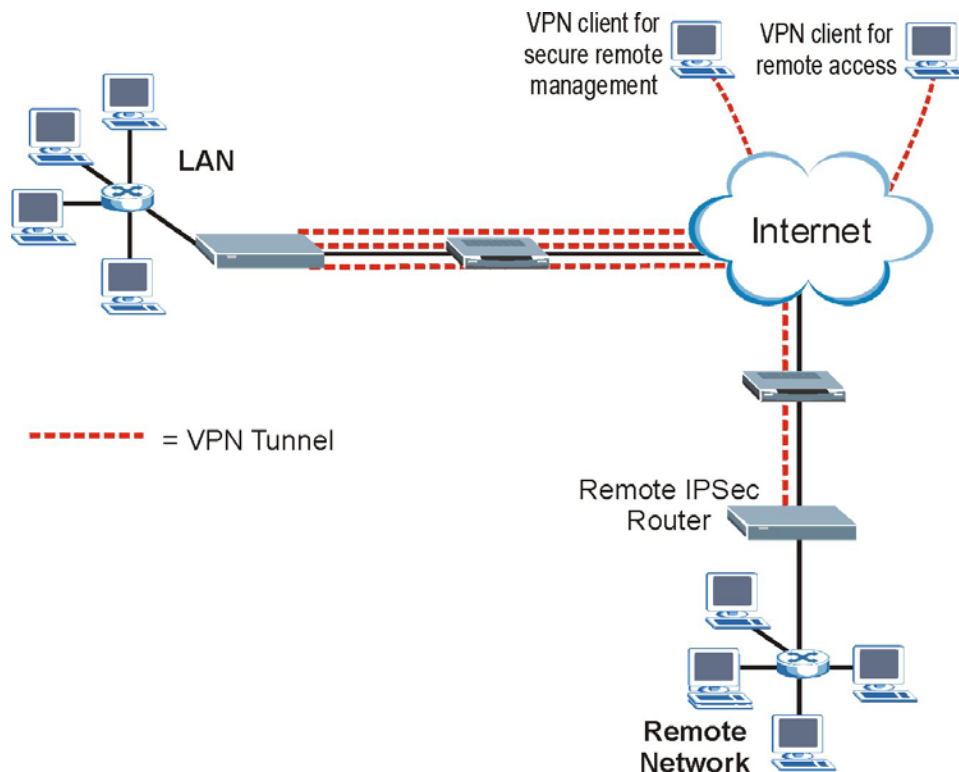 VPN client for
secure remote
management
VPN client for
remote access
LAN
Internet
= VPN Tunnel
Remote IPSec
Router
Remote
Network